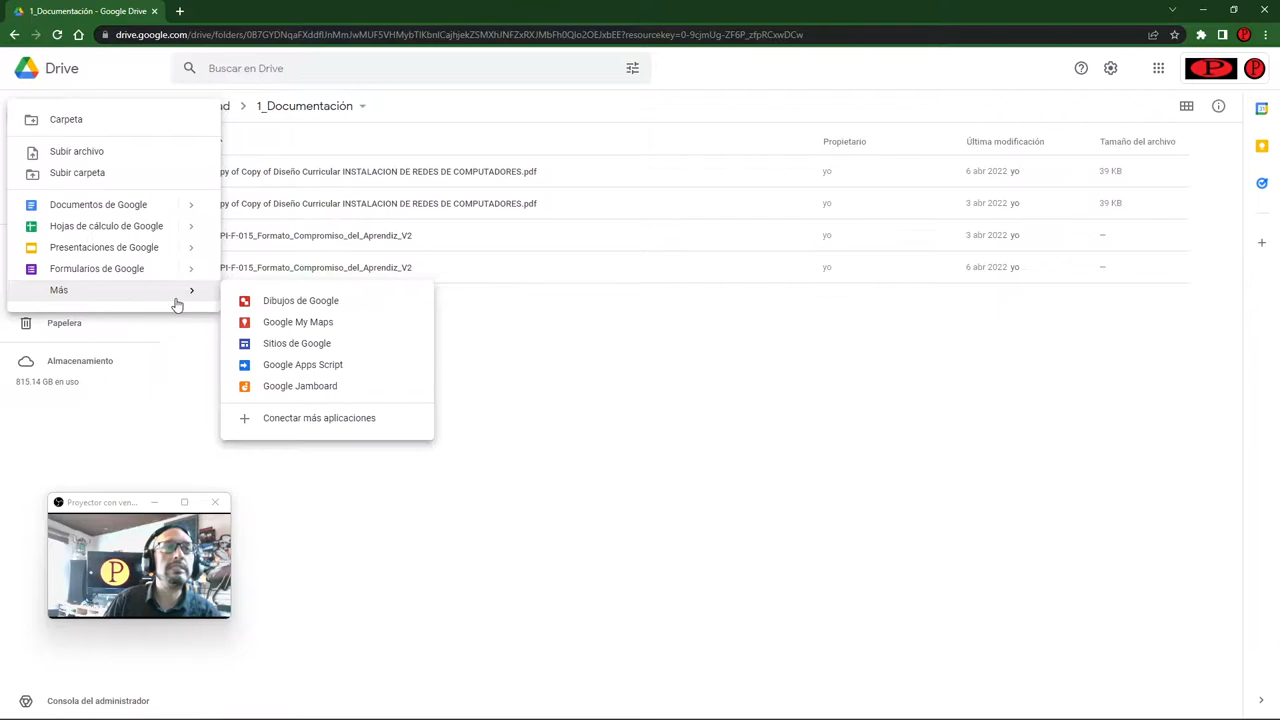 1_Documentación - Google Drive
drive.google.com/drive/folders/087GYDNqaFXddflJnMmJwMUF5VHMybTlKbnlCajhjekZSMXhJNFZxRXJMbFh0Qlo2OEJxbEE?resourcekey=0-9cjmUg-ZF6P_zfpRCxwDCw
P
Drive
Buscar en Drive
P
P
ud
1_Documentación
Carpeta
Subir archivo
Subir carpeta
Documentos de Google
Hojas de cálculo de Google
Presentaciones de Google
Formularios de Google
Más
Propietario
Última modificación
Tamaño del archivo
py of Copy of Diseño Curricular INSTALACION DE REDES DE COMPUTADORES.pdf
yo
6 abr 2022 yo
39 KB
py of Copy of Diseño Curricular INSTALACION DE REDES DE COMPUTADORES.pdf
yo
3 abr 2022 yo
39 KB
PI-F-015_Formato_Compromiso_del_Aprendiz_V2
yo
3 abr 2022 yo
—
PI-F-015_Formato_Compromiso_del_Aprendiz_V2
yo
6 abr 2022 yo
—
Dibujos de Google
Google My Maps
Sitios de Google
Google Apps Script
Google Jamboard
Conectar más aplicaciones
Papelera
Almacenamiento
815.14 GB en uso
Proyector con ven...
P
Consola del administrador